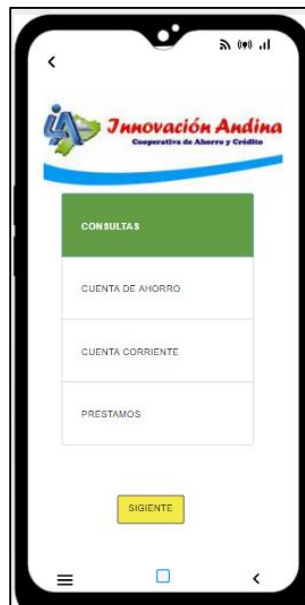 Innovación Andina
Cooperativa de Ahorro y Crédito
CONSULTAS
CUENTA DE AHORRO
CUENTA CORRIENTE
PRESTAMOS
SIGIENTE